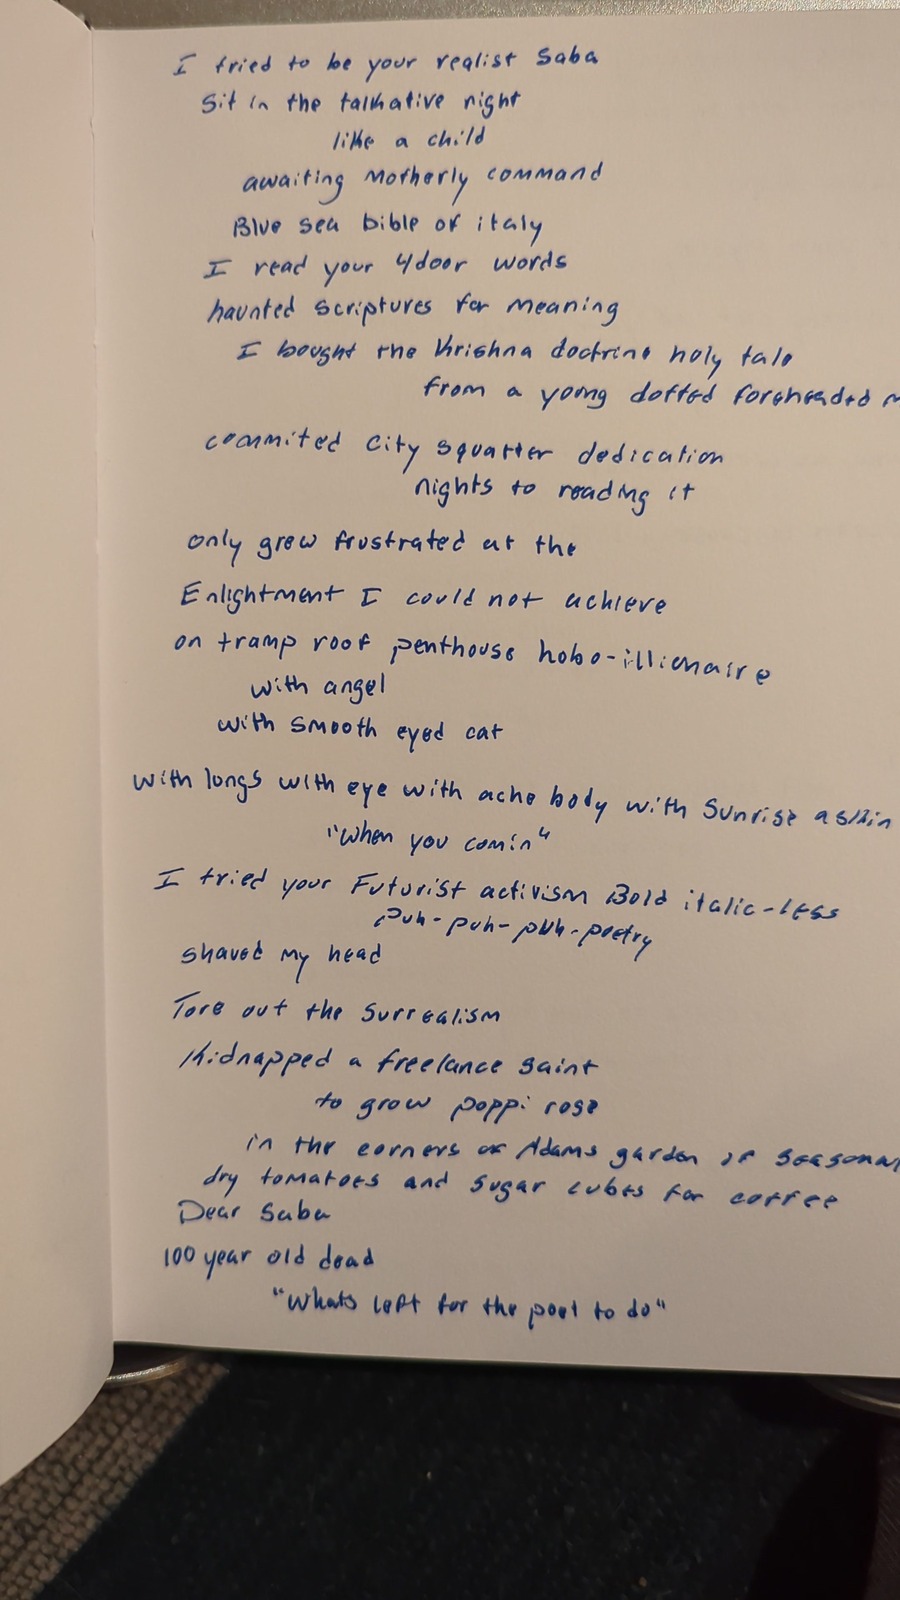 I tried to be your realist Saba
Sit in the talkative night
like a child
awaiting Motherly command
Blue sea bible of italy
I read your 4door words
haunted scriptures for meaning
I bought the Krishna doctrine holy tale
from a young dotted foreheaded
commited city squatter dedication
nights to reading it
only grew frustrated at the
Enlightment I could not achieve
on tramp roof penthouse hobo-illionaire
with angel
with smooth eyed cat
with longs with eye with ache body with Sunrise askin
"When you comin"
I tried your Futurist activism Bold italic-less
puh-puh-puh-poetry
shaved my head
Tore out the surrealism
Kidnapped a freelance saint
to grow poppi rose
in the corners of Adams garden of seasonal
dry tomatoes and sugar cubes for coffee
Dear Saba
100 year old dead
"Whats left for the poet to do"